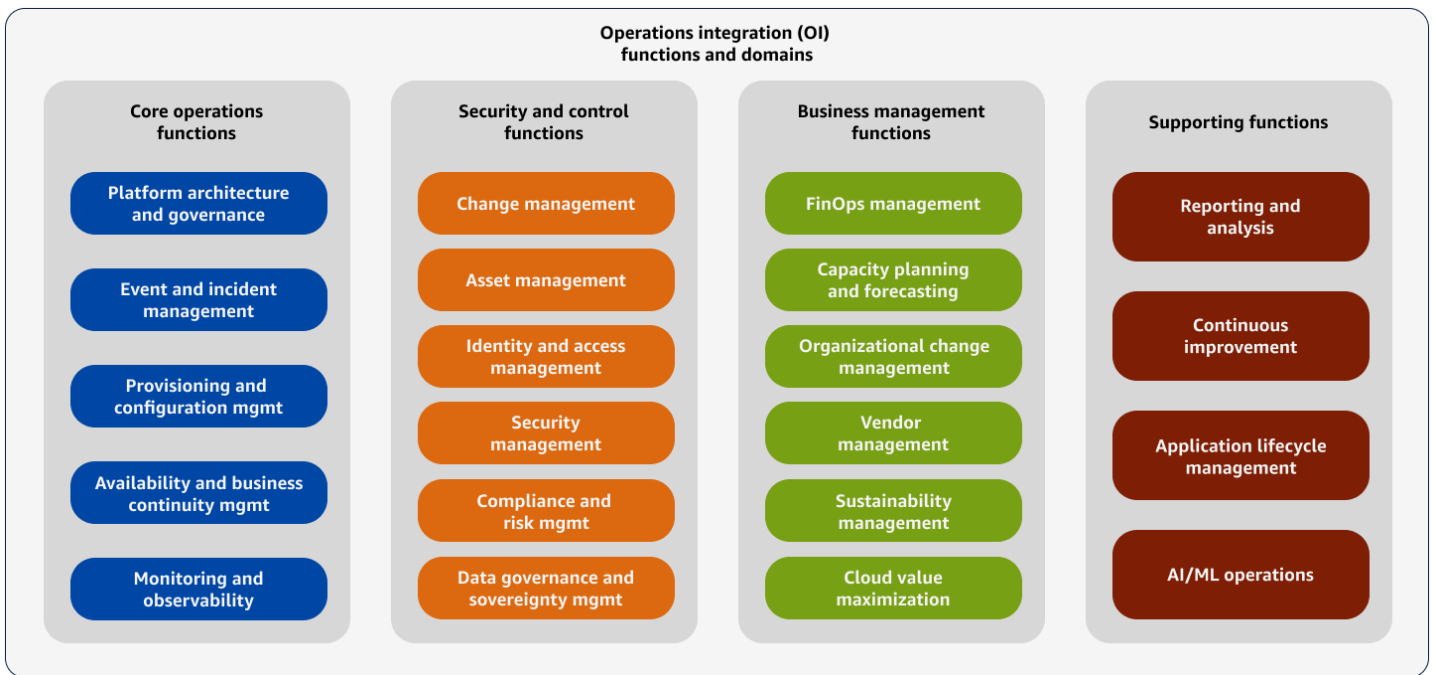 Operations integration (OI)
functions and domains
Core operations
functions
Platform architecture
and governance
Event and incident
management
Provisioning and
configuration mgmt
Availability and business
continuity mgmt
Monitoring and
observability
Security and control
functions
Change management
Asset management
Identity and access
management
Security
management
Compliance and
risk mgmt
Data governance and
sovereignty mgmt
Business management
functions
FinOps management
Capacity planning
and forecasting
Organizational change
management
Vendor
management
Sustainability
management
Cloud value
maximization
Supporting functions
Reporting and
analysis
Continuous
improvement
Application lifecycle
management
AI/ML operations